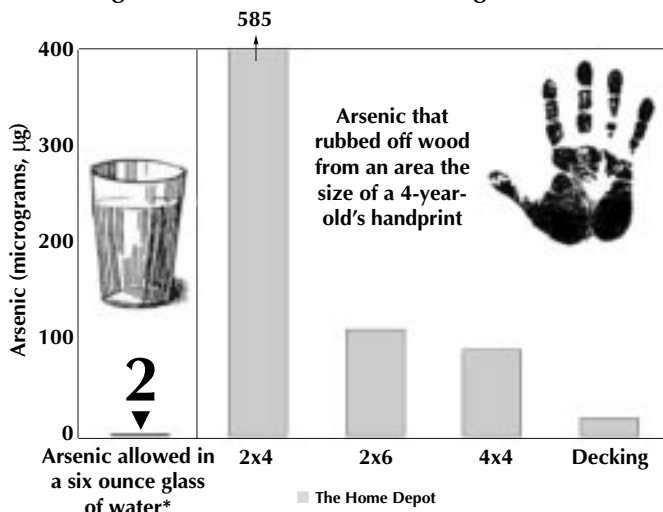 585
400
300
200
100
0
Arsenic (micrograms, µg)
Arsenic that
rubbed off wood
from an area the
size of a 4-year-
old's handprint
2
Arsenic allowed in
a six ounce glass
of water*
2x4
2x6
4x4
Decking
The Home Depot